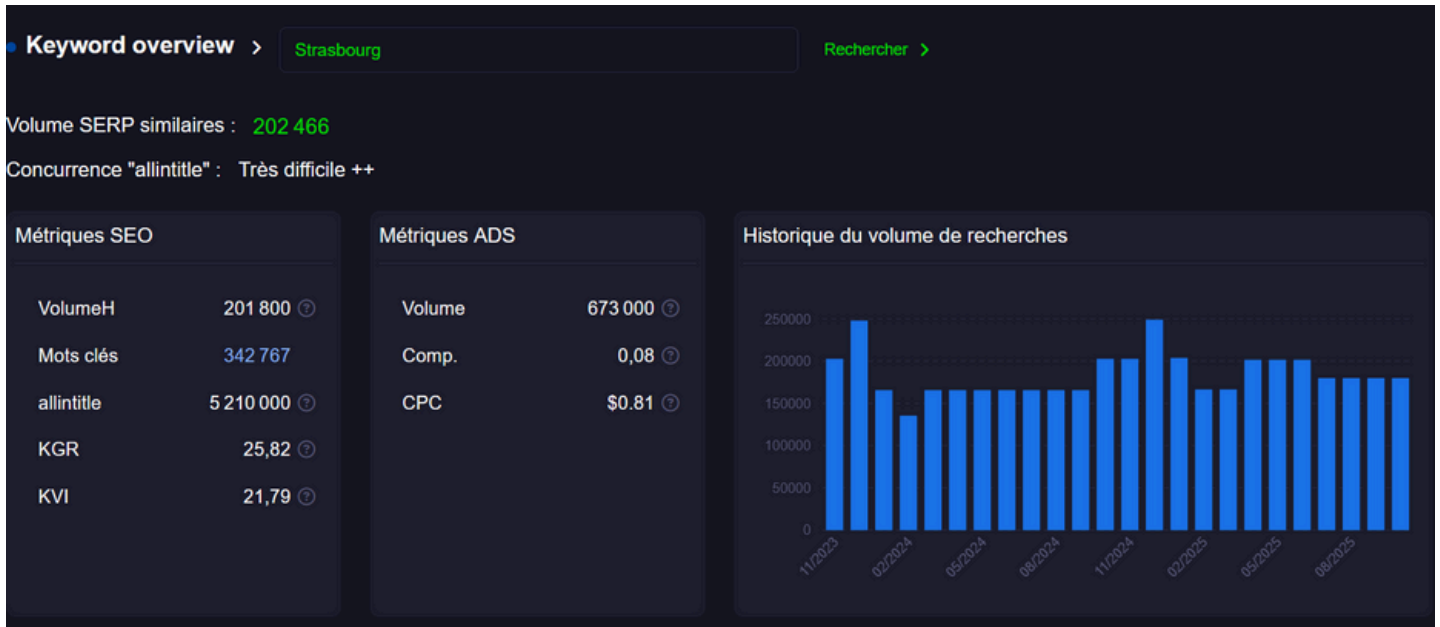 Keyword overview > Strasbourg Rechercher >
Volume SERP similaires : 202 466
Concurrence "allintitle" : Très difficile ++
Métriques SEO
VolumeH 201 800 ?
Mots clés 342 767
allintitle 5 210 000 ?
KGR 25,82 ?
KVI 21,79 ?
Métriques ADS
Volume 673 000 ?
Comp. 0,08 ?
CPC $0.81 ?
Historique du volume de recherches
250000
200000
150000
100000
50000
0
11/2023 02/2024 05/2024 08/2024 11/2024 02/2025 05/2025 08/2025